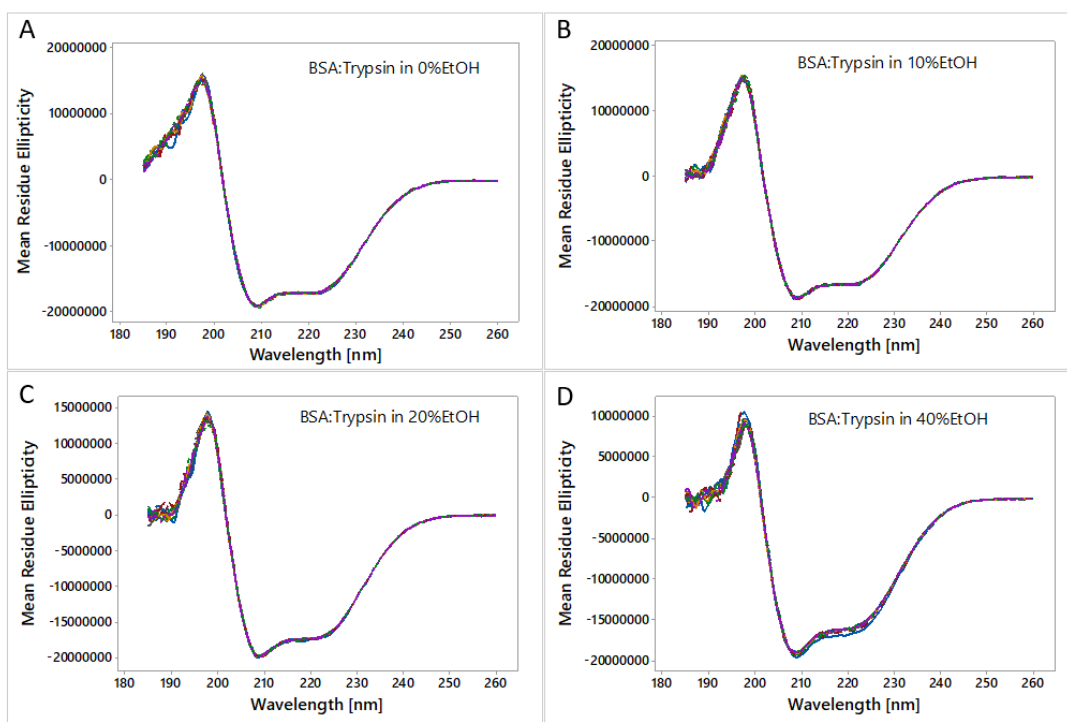 A
BSA:Trypsin in 0%EtOH
Mean Residue Ellipticity
20000000
10000000
0
-10000000
-20000000
180 190 200 210 220 230 240 250 260
Wavelength [nm]
B
BSA:Trypsin in 10%EtOH
Mean Residue Ellipticity
20000000
10000000
0
-10000000
-20000000
180 190 200 210 220 230 240 250 260
Wavelength [nm]
C
BSA:Trypsin in 20%EtOH
Mean Residue Ellipticity
15000000
10000000
5000000
0
-5000000
-10000000
-15000000
-20000000
180 190 200 210 220 230 240 250 260
Wavelength [nm]
D
BSA:Trypsin in 40%EtOH
Mean Residue Ellipticity
10000000
5000000
0
-5000000
-10000000
-15000000
-20000000
180 190 200 210 220 230 240 250 260
Wavelength [nm]